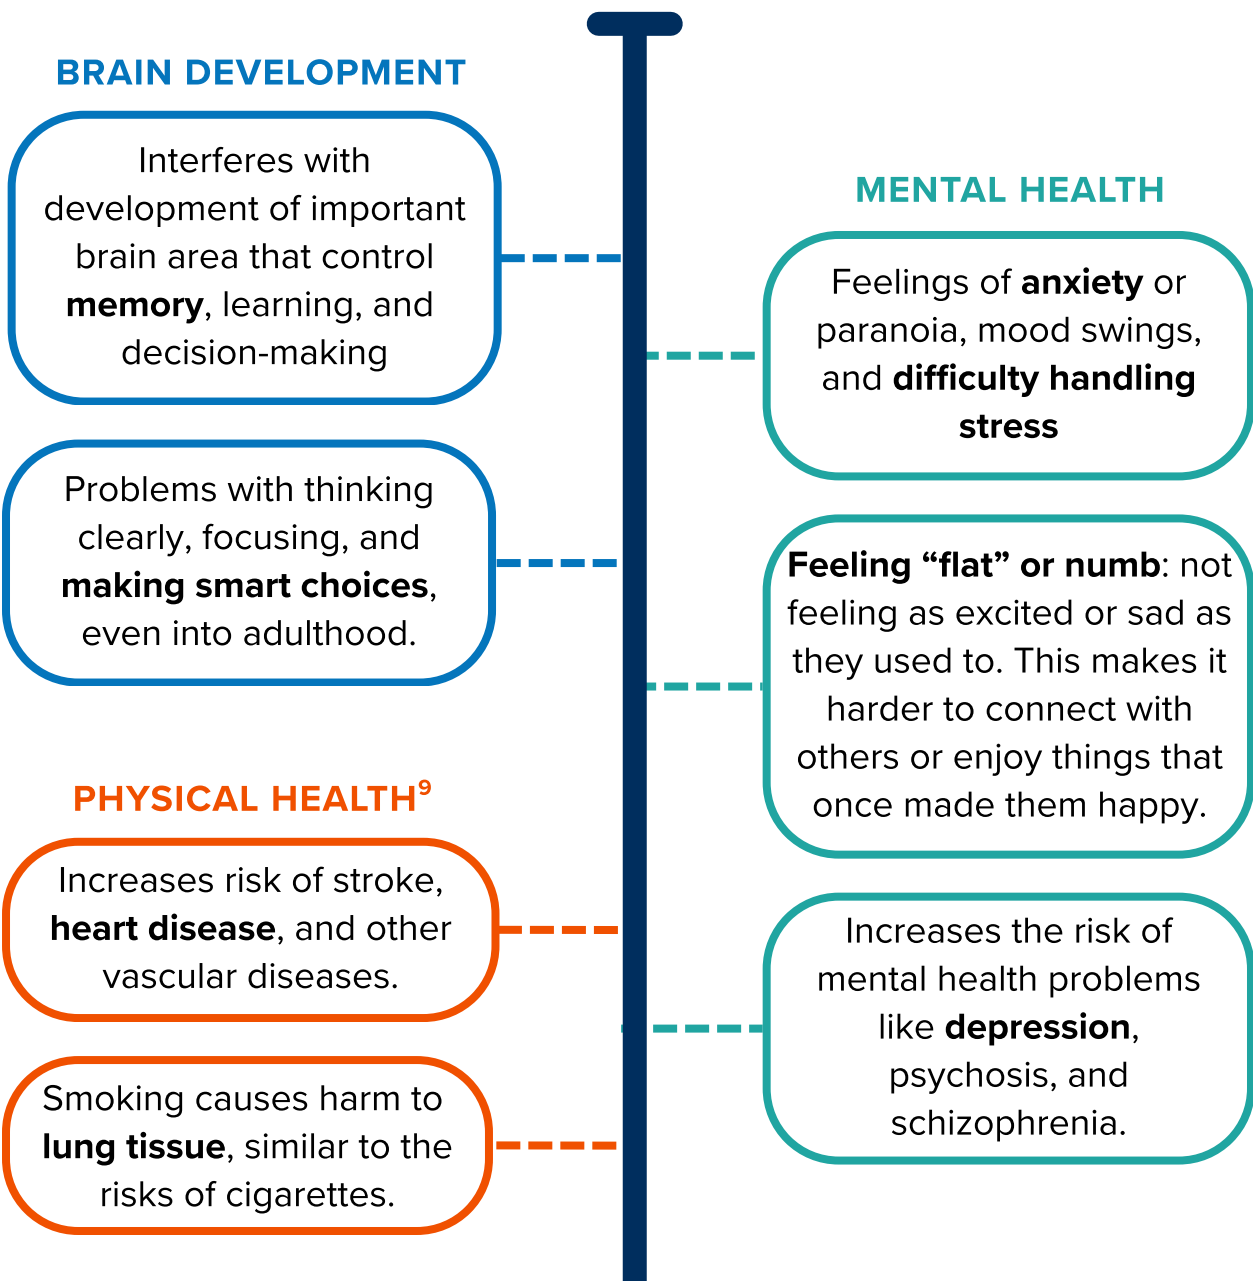 BRAIN DEVELOPMENT
Interferes with
development of important
brain area that control
memory, learning, and
decision-making
Problems with thinking
clearly, focusing, and
making smart choices,
even into adulthood.
PHYSICAL HEALTH⁹
Increases risk of stroke,
heart disease, and other
vascular diseases.
Smoking causes harm to
lung tissue, similar to the
risks of cigarettes.
MENTAL HEALTH
Feelings of anxiety or
paranoia, mood swings,
and difficulty handling
stress
Feeling “flat” or numb: not
feeling as excited or sad as
they used to. This makes it
harder to connect with
others or enjoy things that
once made them happy.
Increases the risk of
mental health problems
like depression,
psychosis, and
schizophrenia.